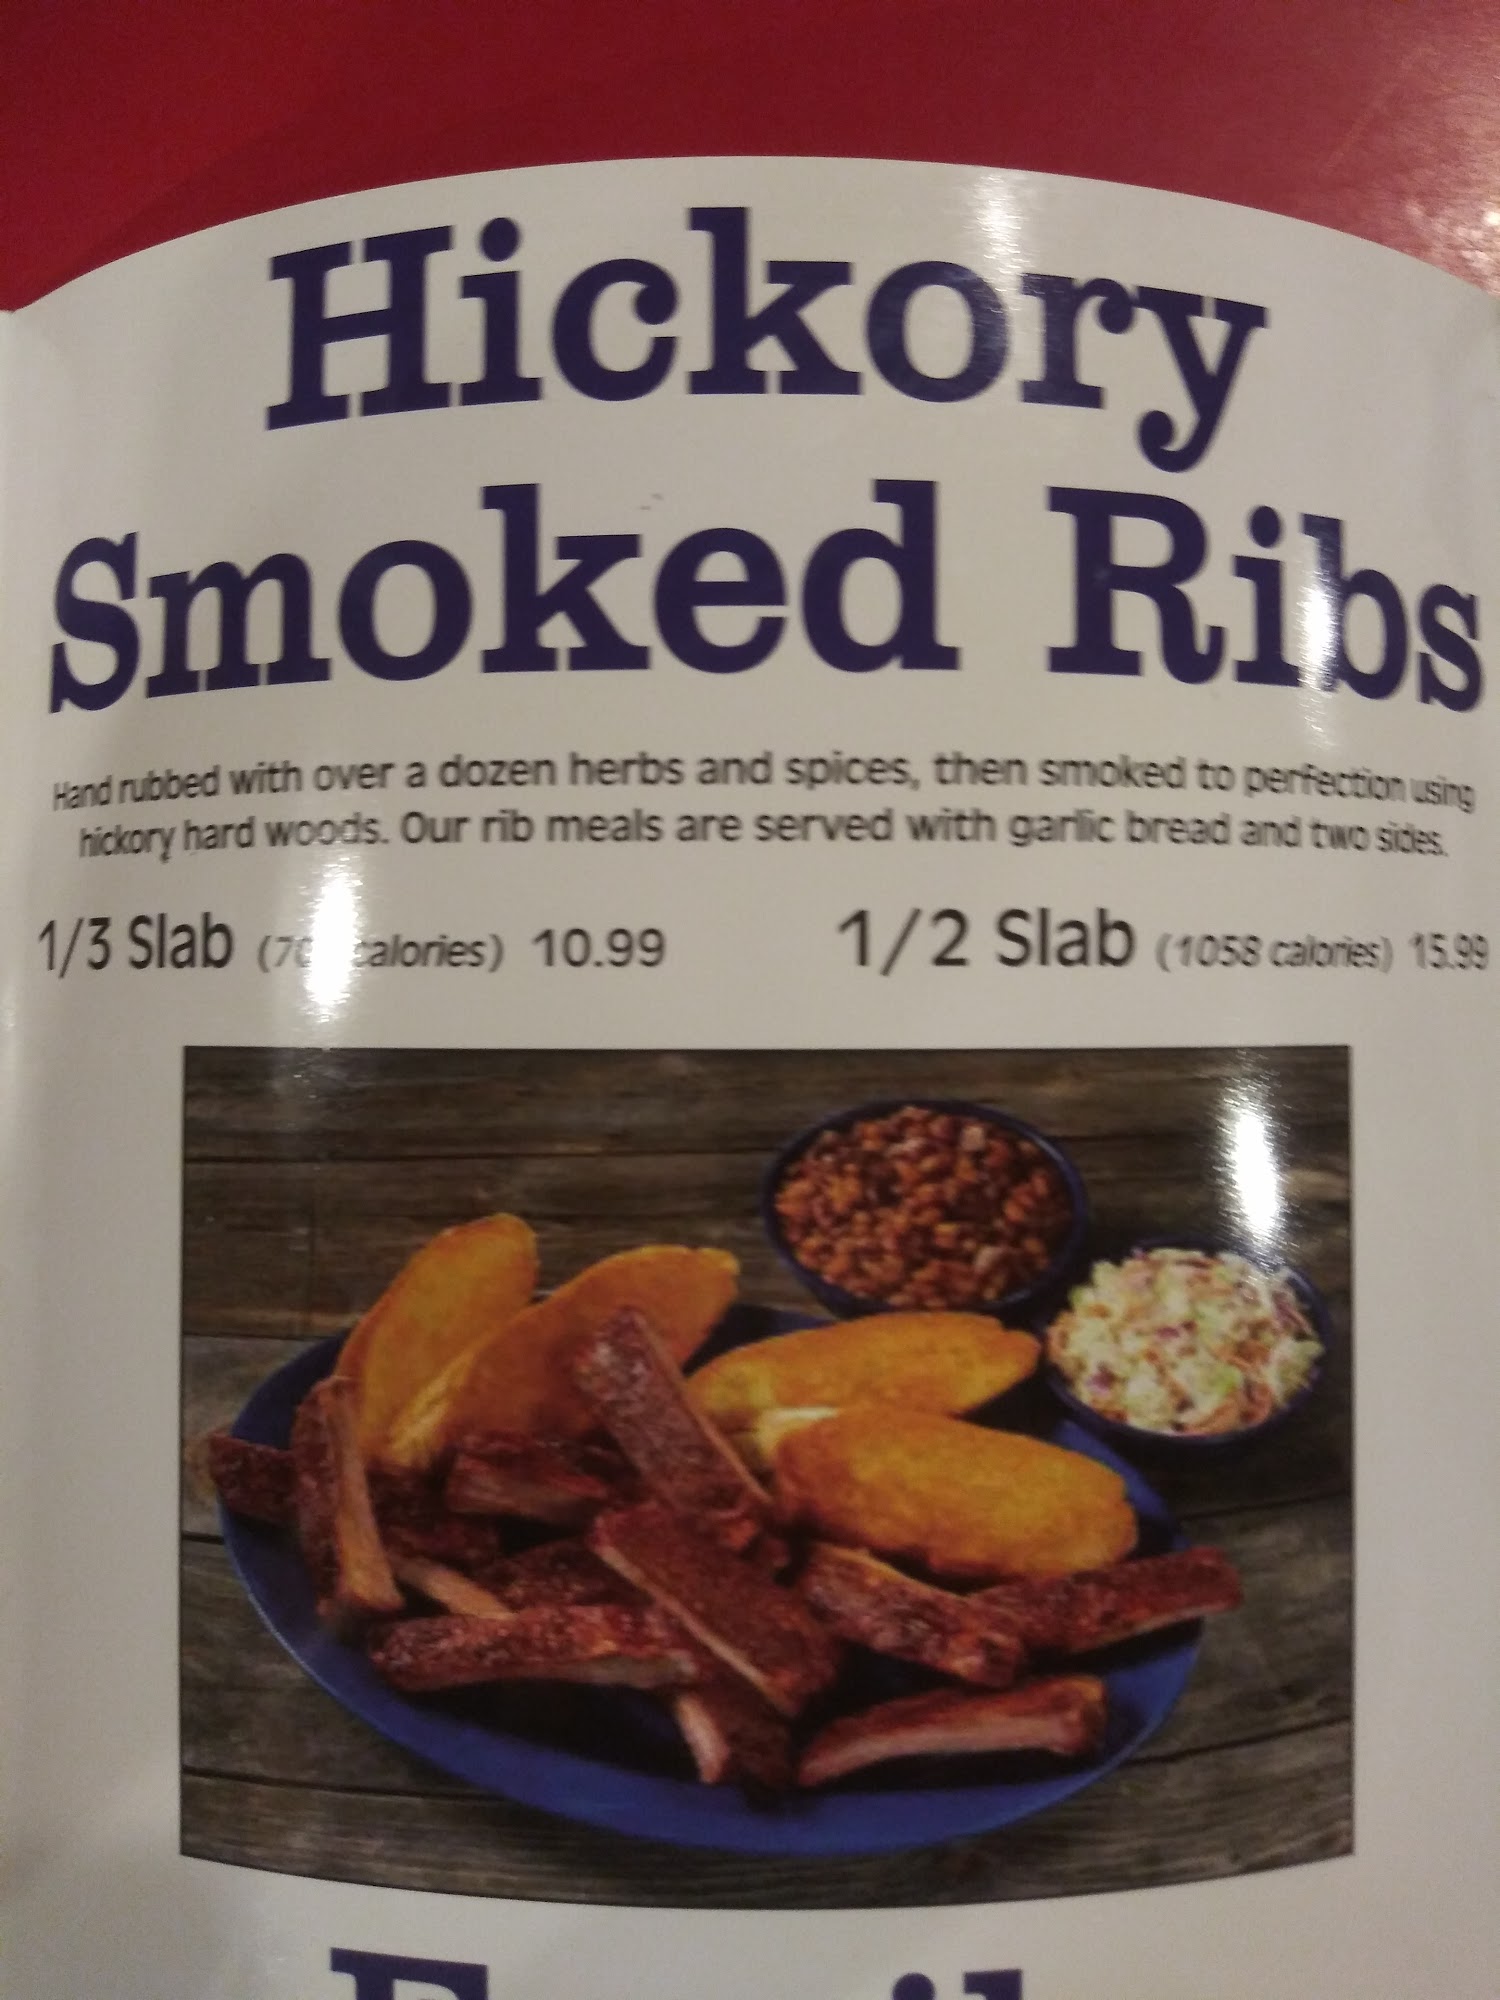 Hickory
Smoked Ribs
Hand rubbed with over a dozen herbs and spices, then smoked to perfection using
hickory hard woods. Our rib meals are served with garlic bread and two sides.
1/3 Slab calories) 10.99 1/2 Slab (1058 calories) 15.99